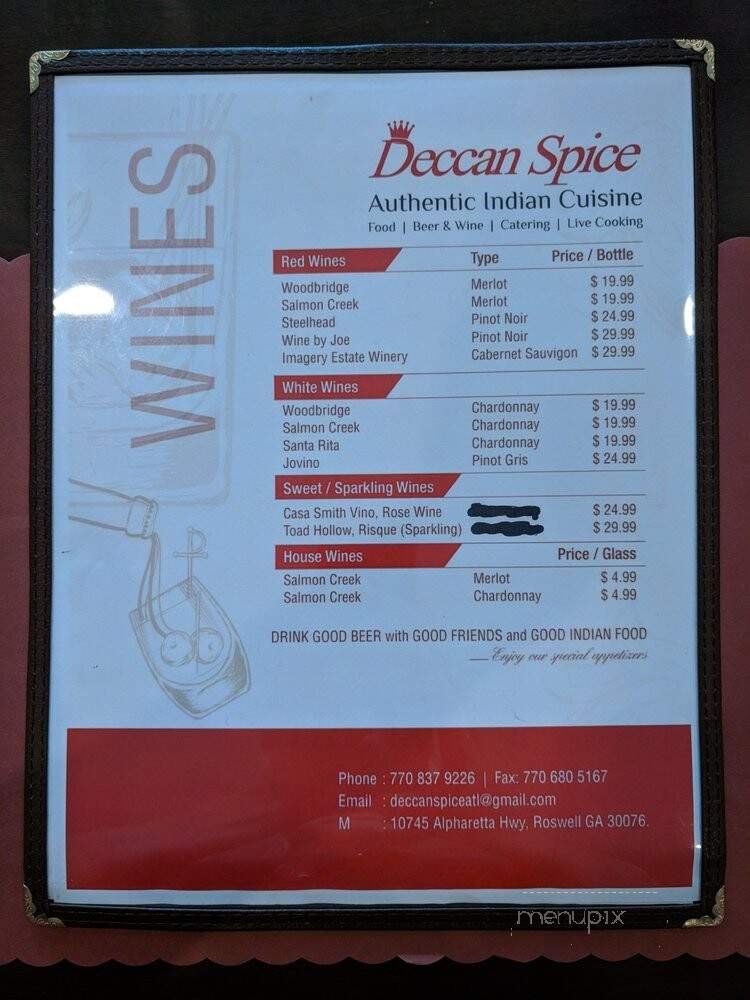 WINES
Deccan Spice
Authentic Indian Cuisine
Food | Beer & Wine | Catering | Live Cooking
Red Wines Type Price / Bottle
Woodbridge Merlot $ 19.99
Salmon Creek Merlot $ 19.99
Steelhead Pinot Noir $ 24.99
Wine by Joe Pinot Noir $ 29.99
Imagery Estate Winery Cabernet Sauvigon $ 29.99
White Wines
Woodbridge Chardonnay $ 19.99
Salmon Creek Chardonnay $ 19.99
Santa Rita Chardonnay $ 19.99
Jovino Pinot Gris $ 24.99
Sweet / Sparkling Wines
Casa Smith Vino, Rose Wine $ 24.99
Toad Hollow, Risque (Sparkling) $ 29.99
House Wines Price / Glass
Salmon Creek Merlot $ 4.99
Salmon Creek Chardonnay $ 4.99
DRINK GOOD BEER with GOOD FRIENDS and GOOD INDIAN FOOD
Enjoy our special appetizers
Phone : 770 837 9226 | Fax: 770 680 5167
Email : deccanspiceatl@gmail.com
M : 10745 Alpharetta Hwy, Roswell GA 30076.
menupix